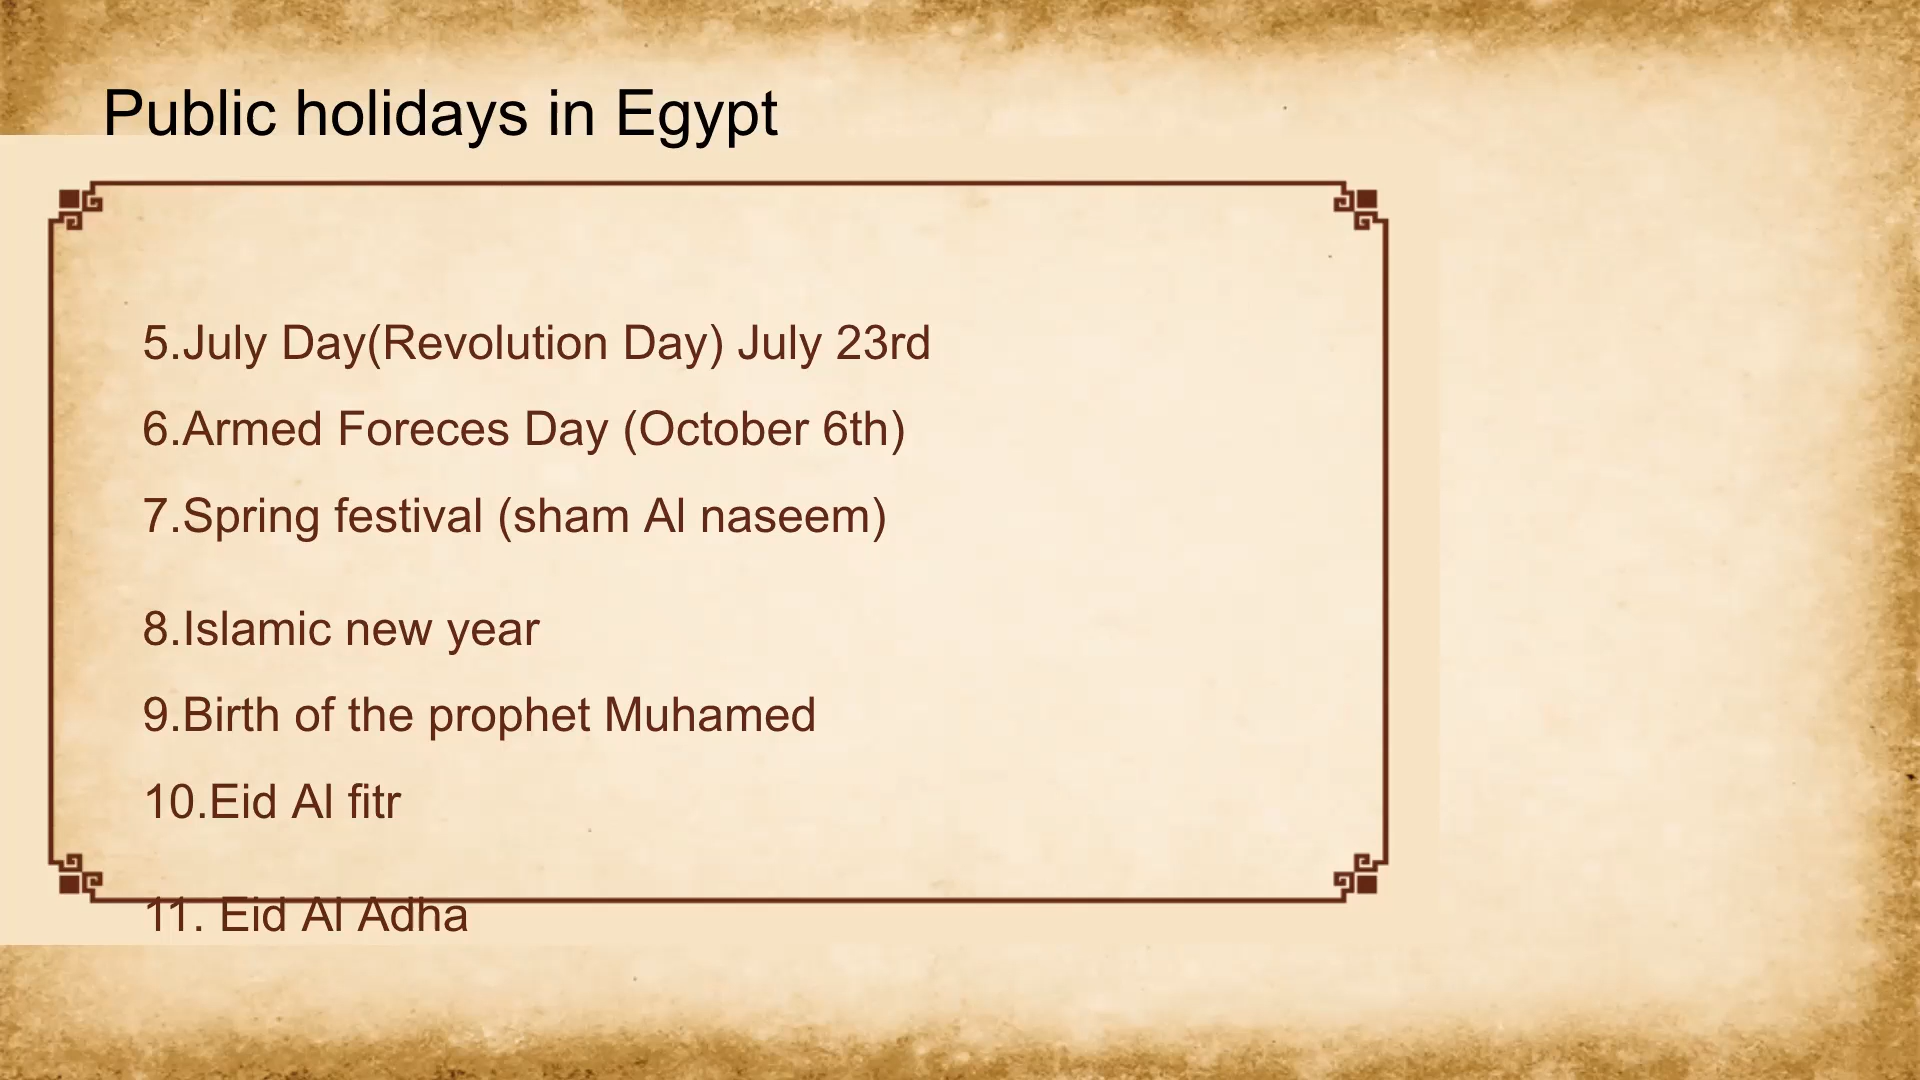 Public holidays in Egypt
5.July Day(Revolution Day) July 23rd
6.Armed Foreces Day (October 6th)
7.Spring festival (sham Al naseem)
8.Islamic new year
9.Birth of the prophet Muhamed
10.Eid Al fitr
11. Eid Al Adha